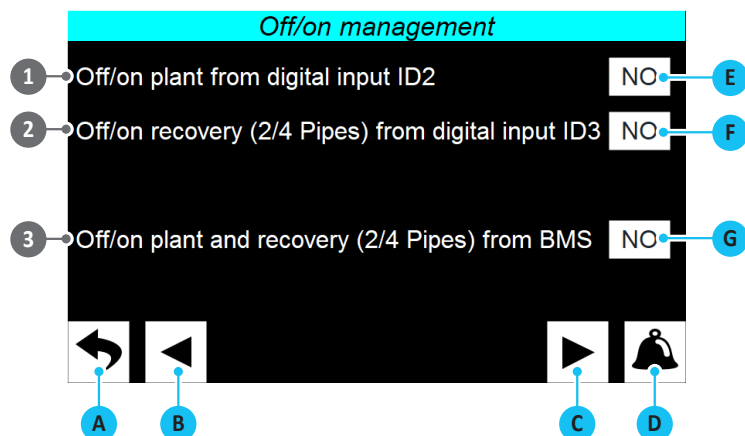 Off/on management
1 Off/on plant from digital input ID2 NO E
2 Off/on recovery (2/4 Pipes) from digital input ID3 NO F
3 Off/on plant and recovery (2/4 Pipes) from BMS NO G
A B C D